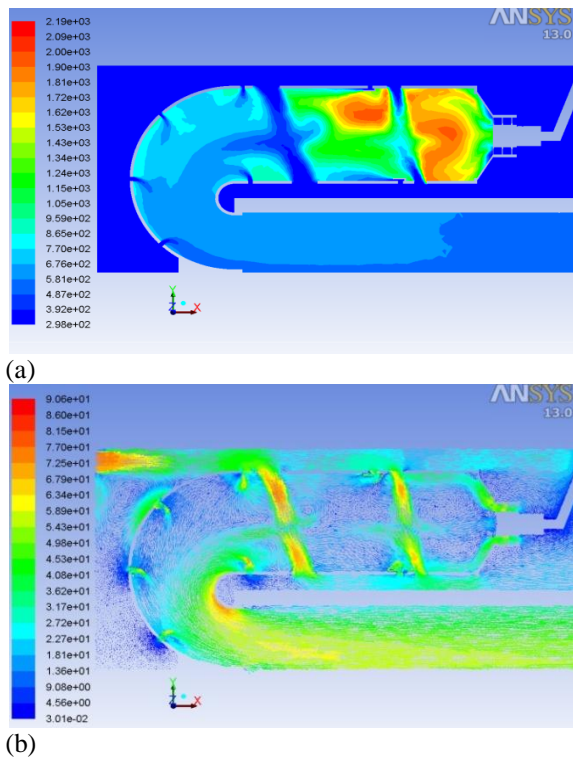 ANSYS
13.0
2.19e+03
2.09e+03
2.00e+03
1.90e+03
1.81e+03
1.72e+03
1.62e+03
1.53e+03
1.43e+03
1.34e+03
1.24e+03
1.15e+03
1.05e+03
9.59e+02
8.65e+02
7.70e+02
6.76e+02
5.81e+02
4.87e+02
3.92e+02
2.98e+02
Y
Z
X
(a)
ANSYS
13.0
9.06e+01
8.60e+01
8.15e+01
7.70e+01
7.25e+01
6.79e+01
6.34e+01
5.89e+01
5.43e+01
4.98e+01
4.53e+01
4.08e+01
3.62e+01
3.17e+01
2.72e+01
2.27e+01
1.81e+01
1.36e+01
9.08e+00
4.56e+00
3.01e-02
Y
Z
X
(b)